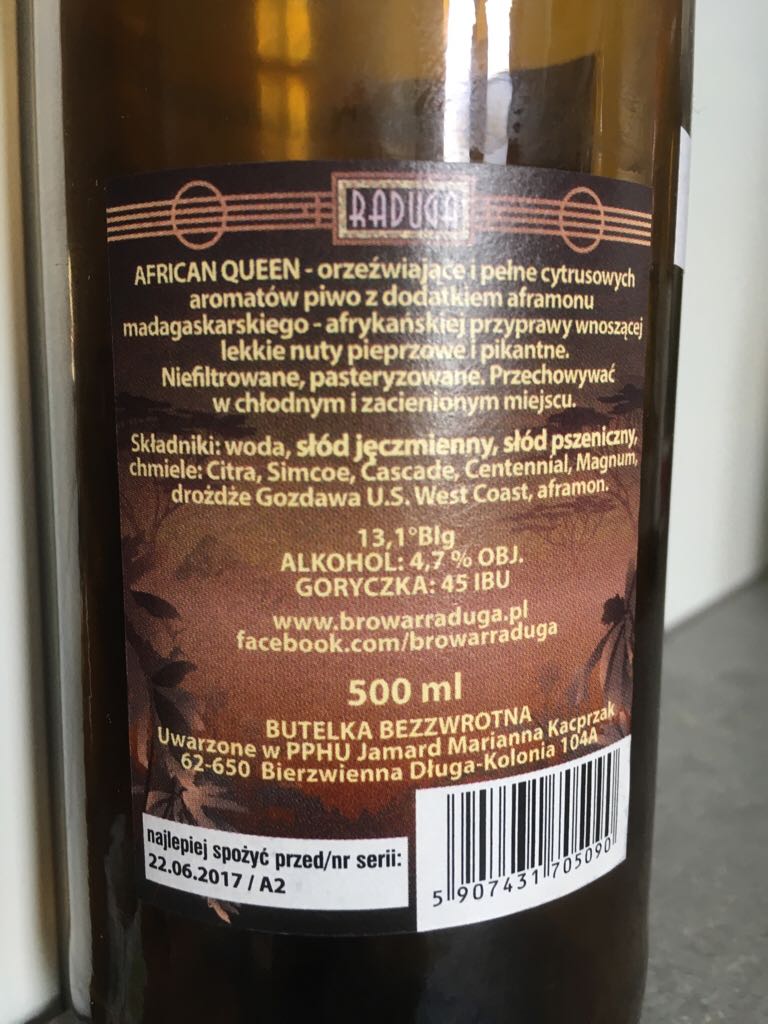 RADUGA
AFRICAN QUEEN - orzeźwiające i pełne cytrusowych
aromatów piwo z dodatkiem aframonu
madagaskarskiego - afrykańskiej przyprawy wnoszącej
lekkie nuty pieprzowe i pikantne.
Niefiltrowane, pasteryzowane. Przechowywać
w chłodnym i zacienionym miejscu.
Składniki: woda, słód jęczmienny, słód pszeniczny,
chmiele: Citra, Simcoe, Cascade, Centennial, Magnum,
drożdże Gozdawa U.S. West Coast, aframon.
13,1°Blg
ALKOHOL: 4,7 % OBJ.
GORYCZKA: 45 IBU
www.browarraduga.pl
facebook.com/browarraduga
500 ml
BUTELKA BEZZWROTNA
Uwarzone w PPHU Jamard Marianna Kacprzak
62-650 Bierzwienna Długa-Kolonia 104A
najlepiej spożyć przed/nr serii:
22.06.2017 / A2
5 907431 705090